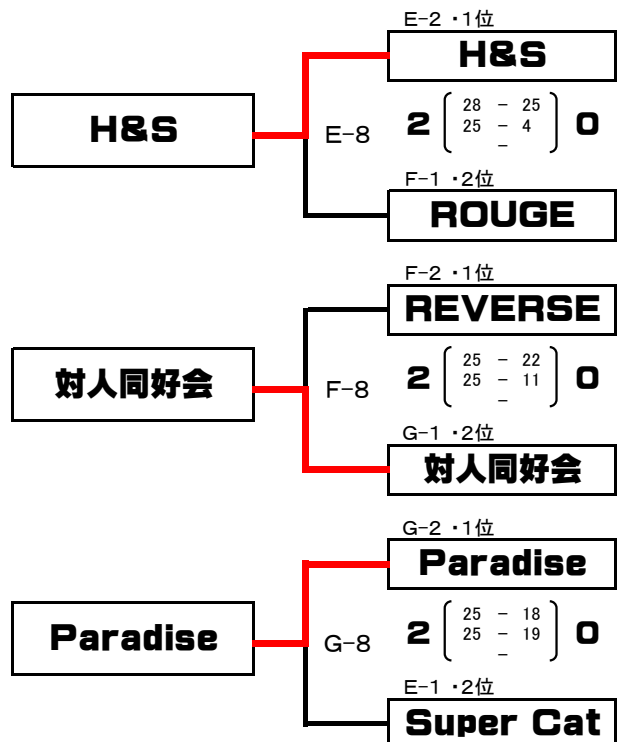 E-2 ・1位
H&S
H&S
E-8
2 28 - 25 0
25 - 4
-
F-1 ・2位
ROUGE
F-2 ・1位
REVERSE
対人同好会
F-8
2 25 - 22 0
25 - 11
-
G-1 ・2位
対人同好会
G-2 ・1位
Paradise
Paradise
G-8
2 25 - 18 0
25 - 19
-
E-1 ・2位
Super Cat